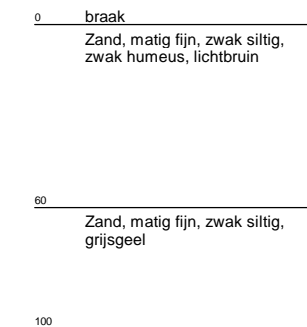 0 braak
Zand, matig fijn, zwak siltig,
zwak humeus, lichtbruin
60
Zand, matig fijn, zwak siltig,
grijsgeel
100